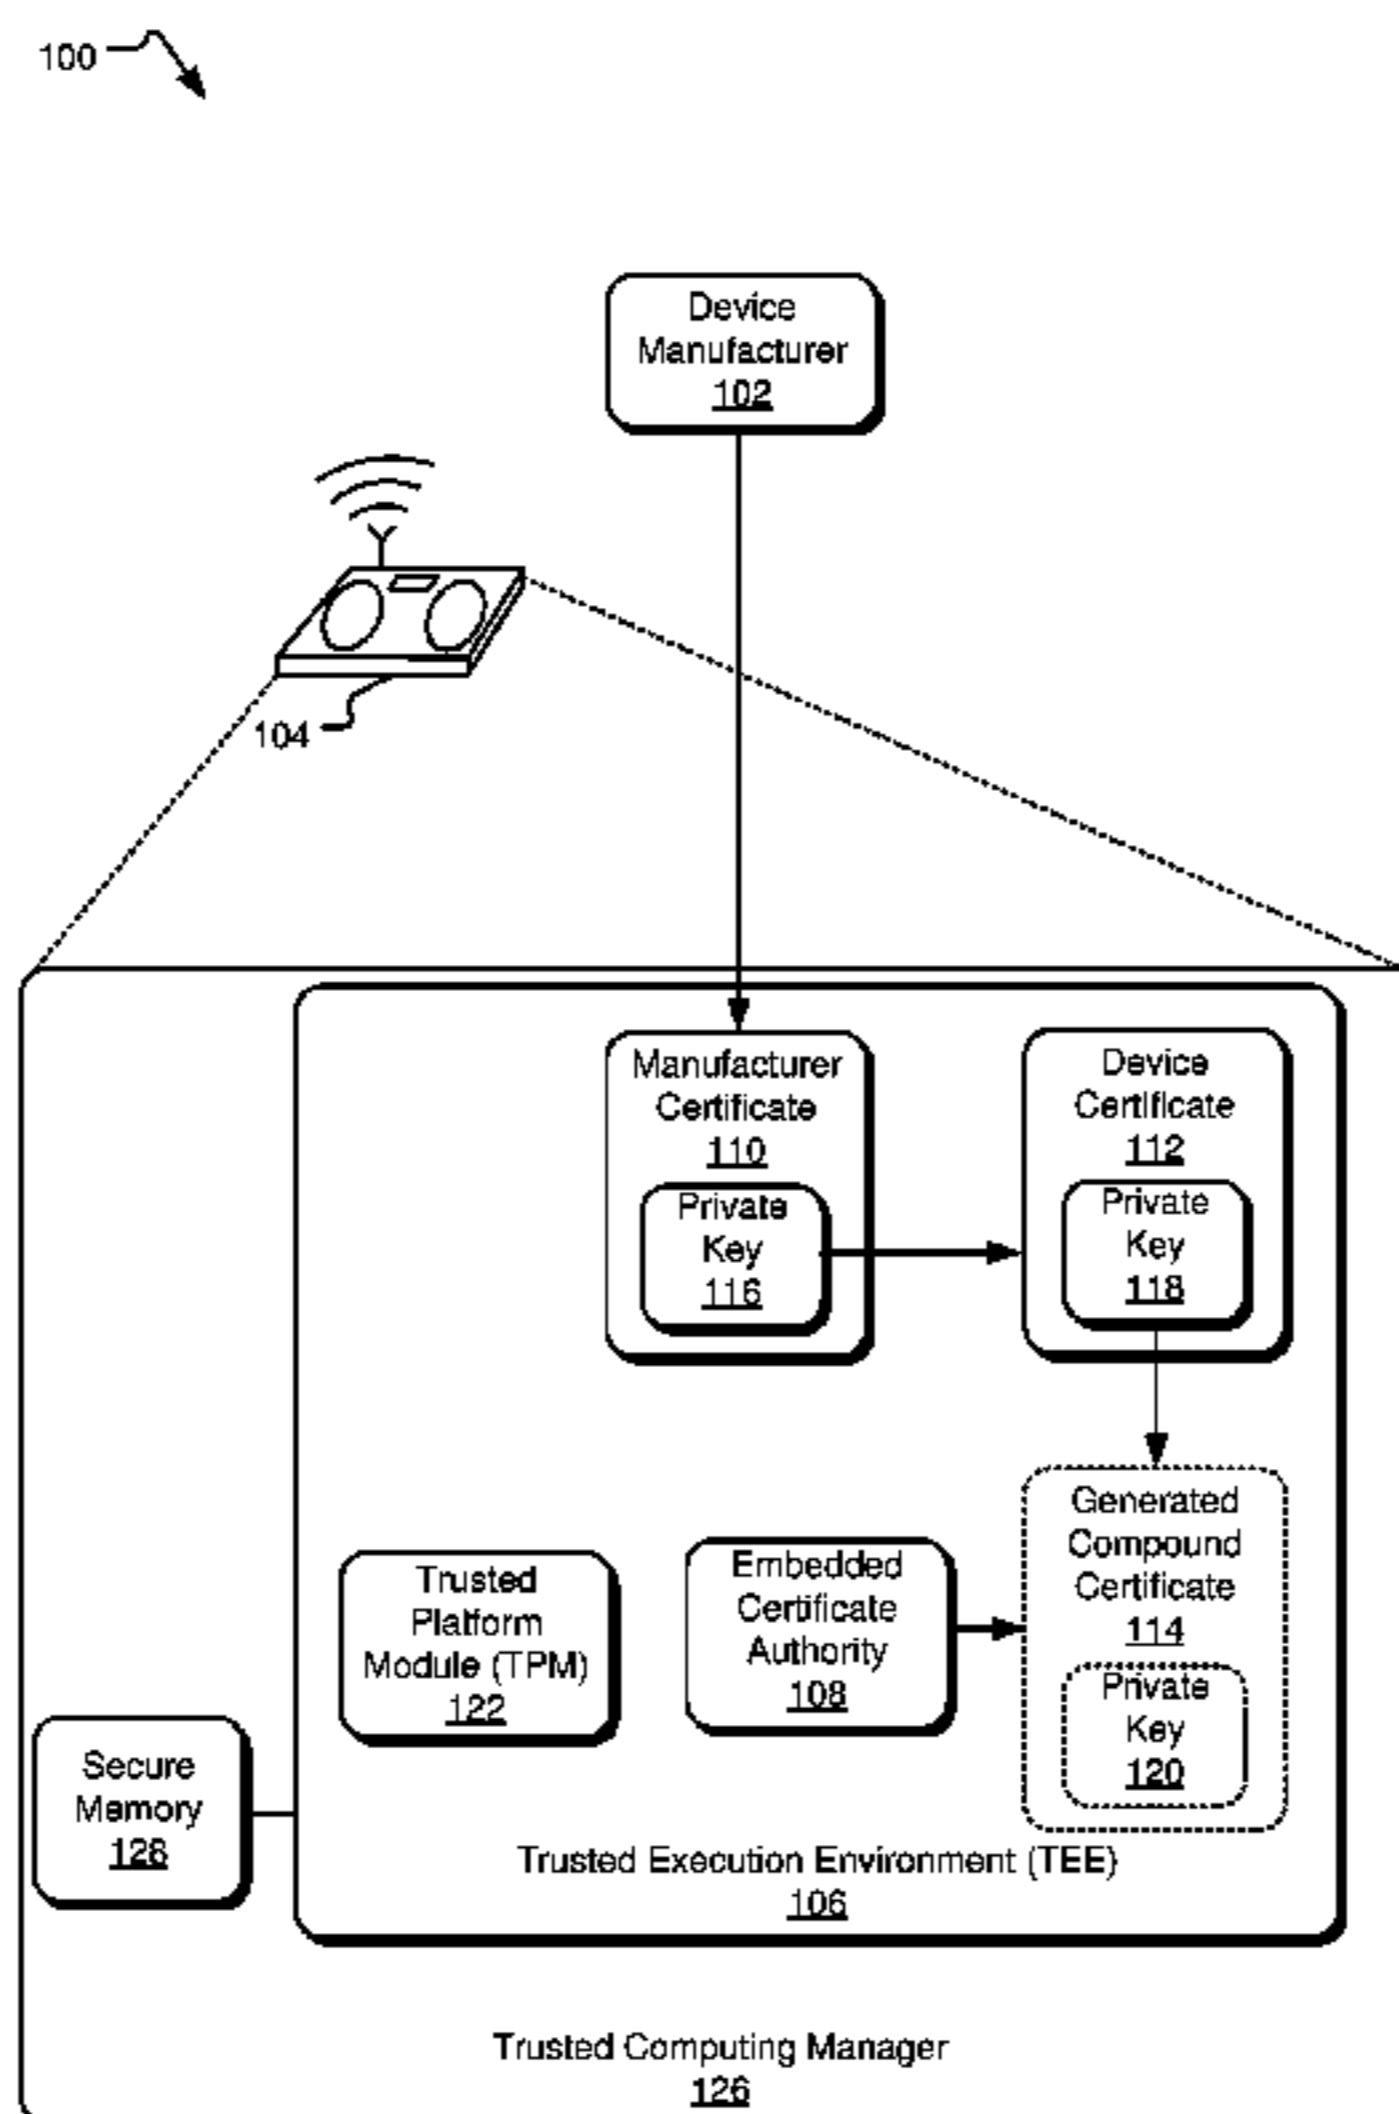 100
Device
Manufacturer
102
104
Manufacturer
Certificate
110
Private
Key
116
Device
Certificate
112
Private
Key
118
Generated
Compound
Certificate
114
Private
Key
120
Embedded
Certificate
Authority
108
Trusted
Platform
Module (TPM)
122
Secure
Memory
128
Trusted Execution Environment (TEE)
106
Trusted Computing Manager
126